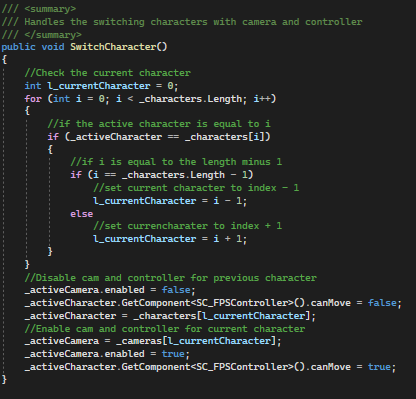 /// <summary>
/// Handles the switching characters with camera and controller
/// </summary>
public void SwitchCharacter()
{
//Check the current character
int l_currentCharacter = 0;
for (int i = 0; i < _characters.Length; i++)
{
//if the active character is equal to i
if (_activeCharacter == _characters[i])
{
//if i is equal to the length minus 1
if (i == _characters.Length - 1)
//set current character to index - 1
l_currentCharacter = i - 1;
else
//set currencharater to index + 1
l_currentCharacter = i + 1;
}
}
//Disable cam and controller for previous character
_activeCamera.enabled = false;
_activeCharacter.GetComponent<SC_FPSController>().canMove = false;
_activeCharacter = _characters[l_currentCharacter];
//Enable cam and controller for current character
_activeCamera = _cameras[l_currentCharacter];
_activeCamera.enabled = true;
_activeCharacter.GetComponent<SC_FPSController>().canMove = true;
}